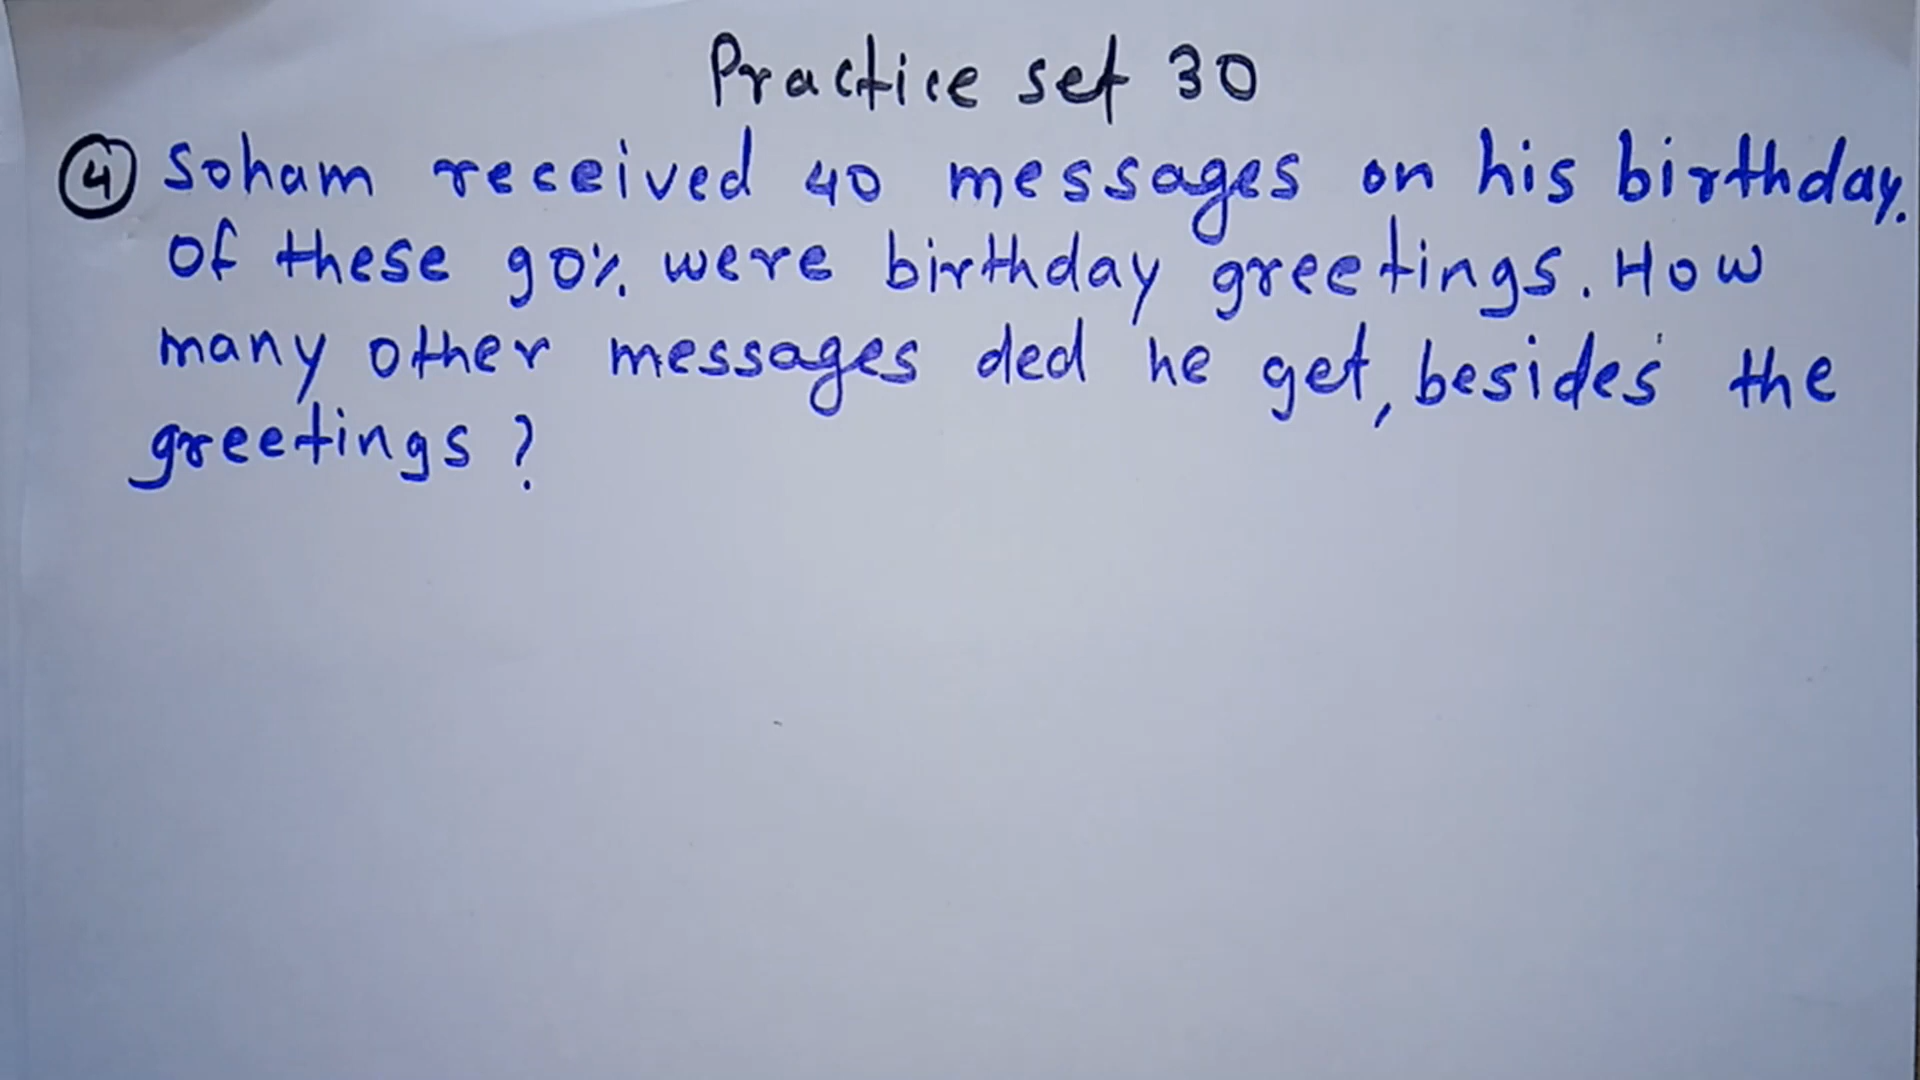 Practice set 30
④ Soham received 40 messages on his birthday.
Of these 90% were birthday greetings. How
many other messages ded he get, besides the
greetings?